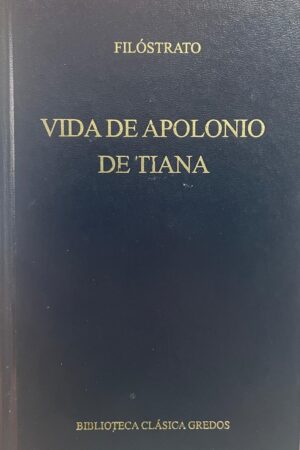 FILÓSTRATO
VIDA DE APOLONIO
DE TIANA
BIBLIOTECA CLÁSICA GREDOS